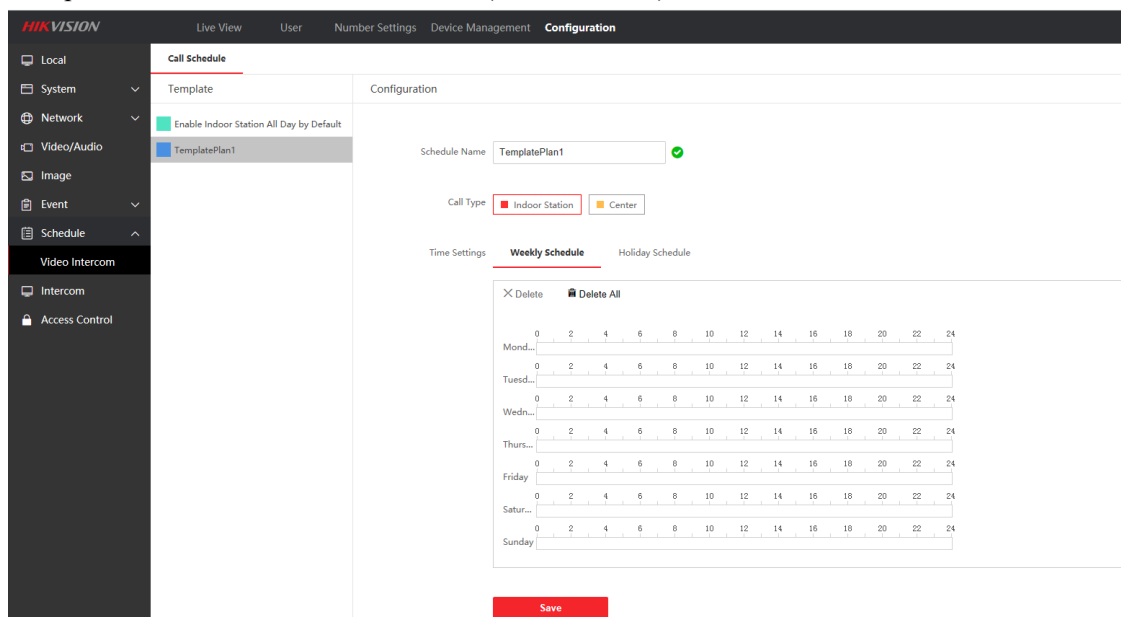 HIKVISION Live View User Number Settings Device Management Configuration
Local
System
Network
Video/Audio
Image
Event
Schedule
Video Intercom
Intercom
Access Control
Call Schedule
Template
Enable Indoor Station All Day by Default
TemplatePlan1
Configuration
Schedule Name TemplatePlan1
Call Type Indoor Station Center
Time Settings Weekly Schedule Holiday Schedule
Delete Delete All
0 2 4 6 8 10 12 14 16 18 20 22 24
Mond...
0 2 4 6 8 10 12 14 16 18 20 22 24
Tuesd...
0 2 4 6 8 10 12 14 16 18 20 22 24
Wedn...
0 2 4 6 8 10 12 14 16 18 20 22 24
Thurs...
0 2 4 6 8 10 12 14 16 18 20 22 24
Friday
0 2 4 6 8 10 12 14 16 18 20 22 24
Satur...
0 2 4 6 8 10 12 14 16 18 20 22 24
Sunday
Save